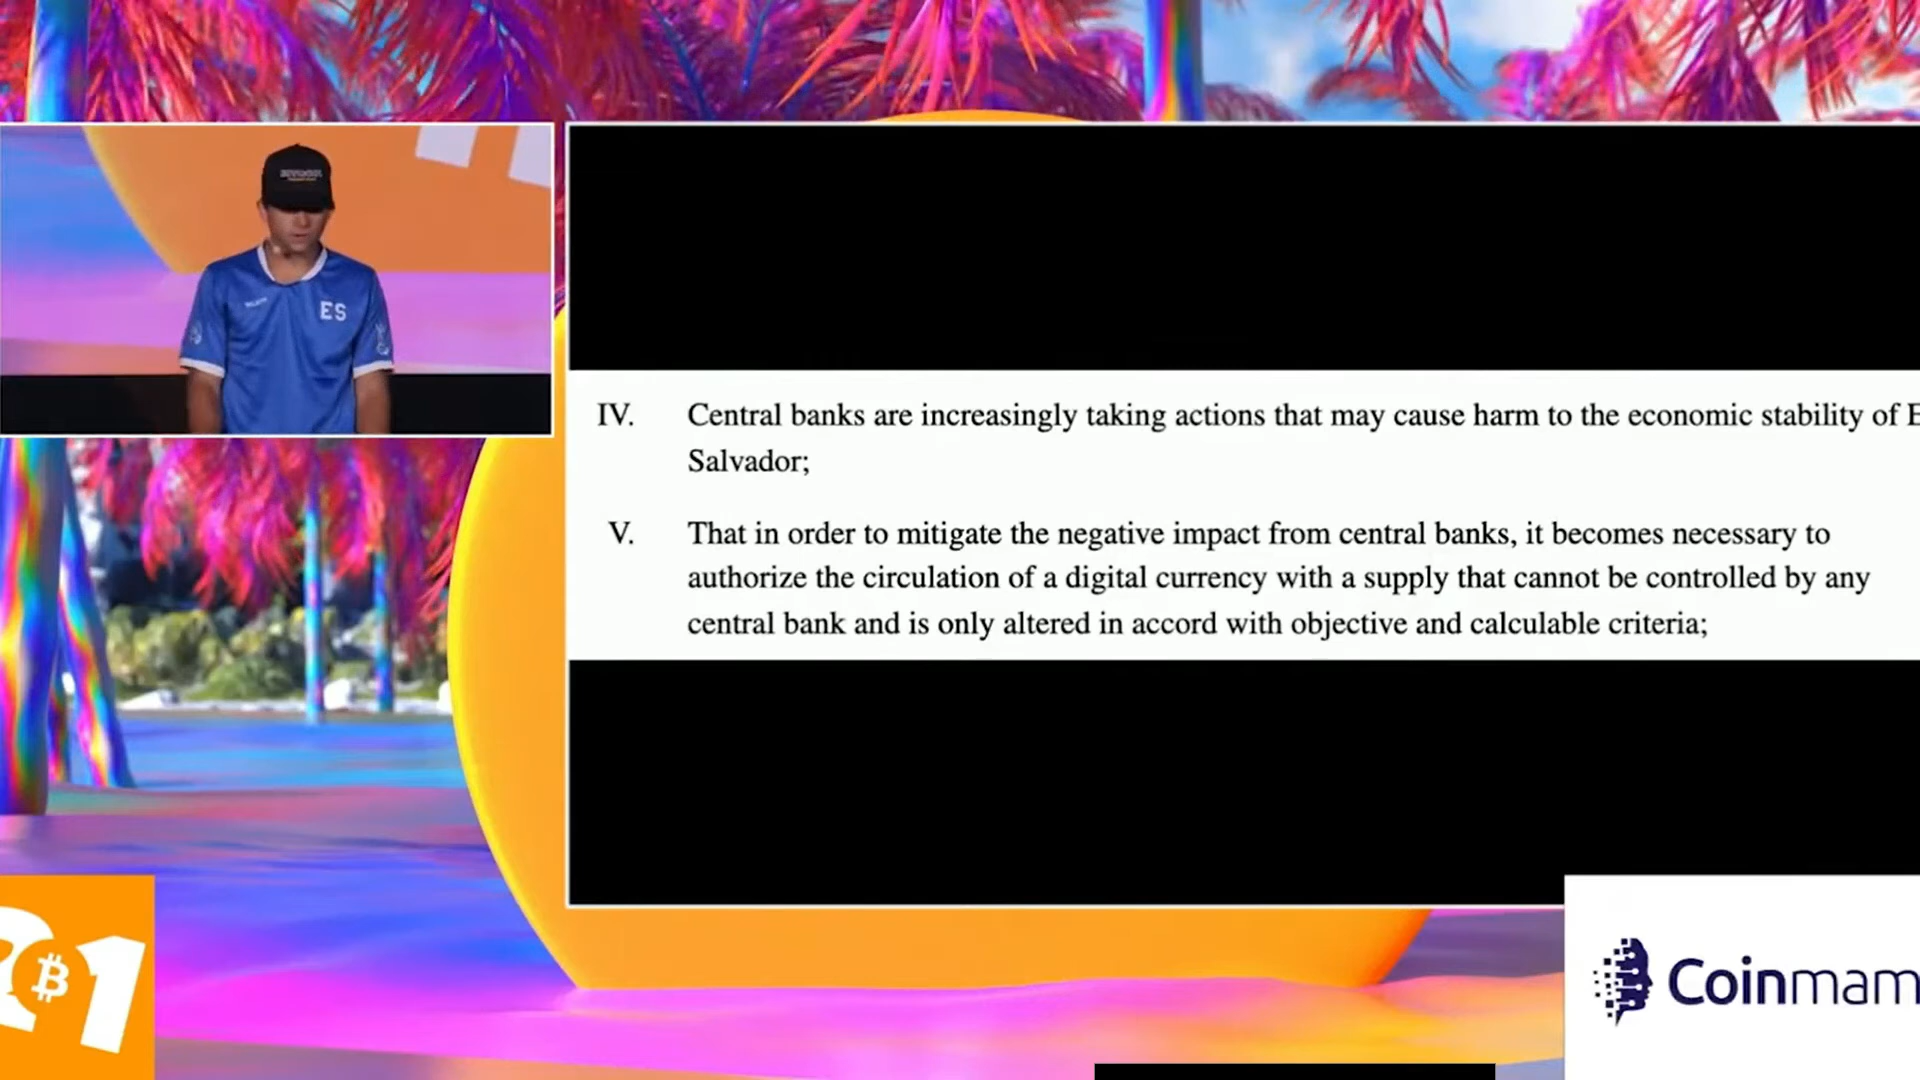 ES
IV. Central banks are increasingly taking actions that may cause harm to the economic stability of E
Salvador;
V. That in order to mitigate the negative impact from central banks, it becomes necessary to
authorize the circulation of a digital currency with a supply that cannot be controlled by any
central bank and is only altered in accord with objective and calculable criteria;
21
Coinmam